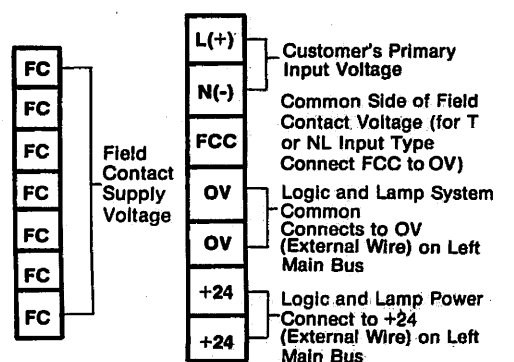 FC
FC
FC
FC
FC
FC
FC
Field
Contact
Supply
Voltage
L(+)
N(-)
FCC
OV
OV
+24
+24
Customer's Primary
Input Voltage
Common Side of Field
Contact Voltage (for T
or NL Input Type
Connect FCC to OV)
Logic and Lamp System
Common
Connects to OV
(External Wire) on Left
Main Bus
Logic and Lamp Power
Connect to +24
(External Wire) on Left
Main Bus